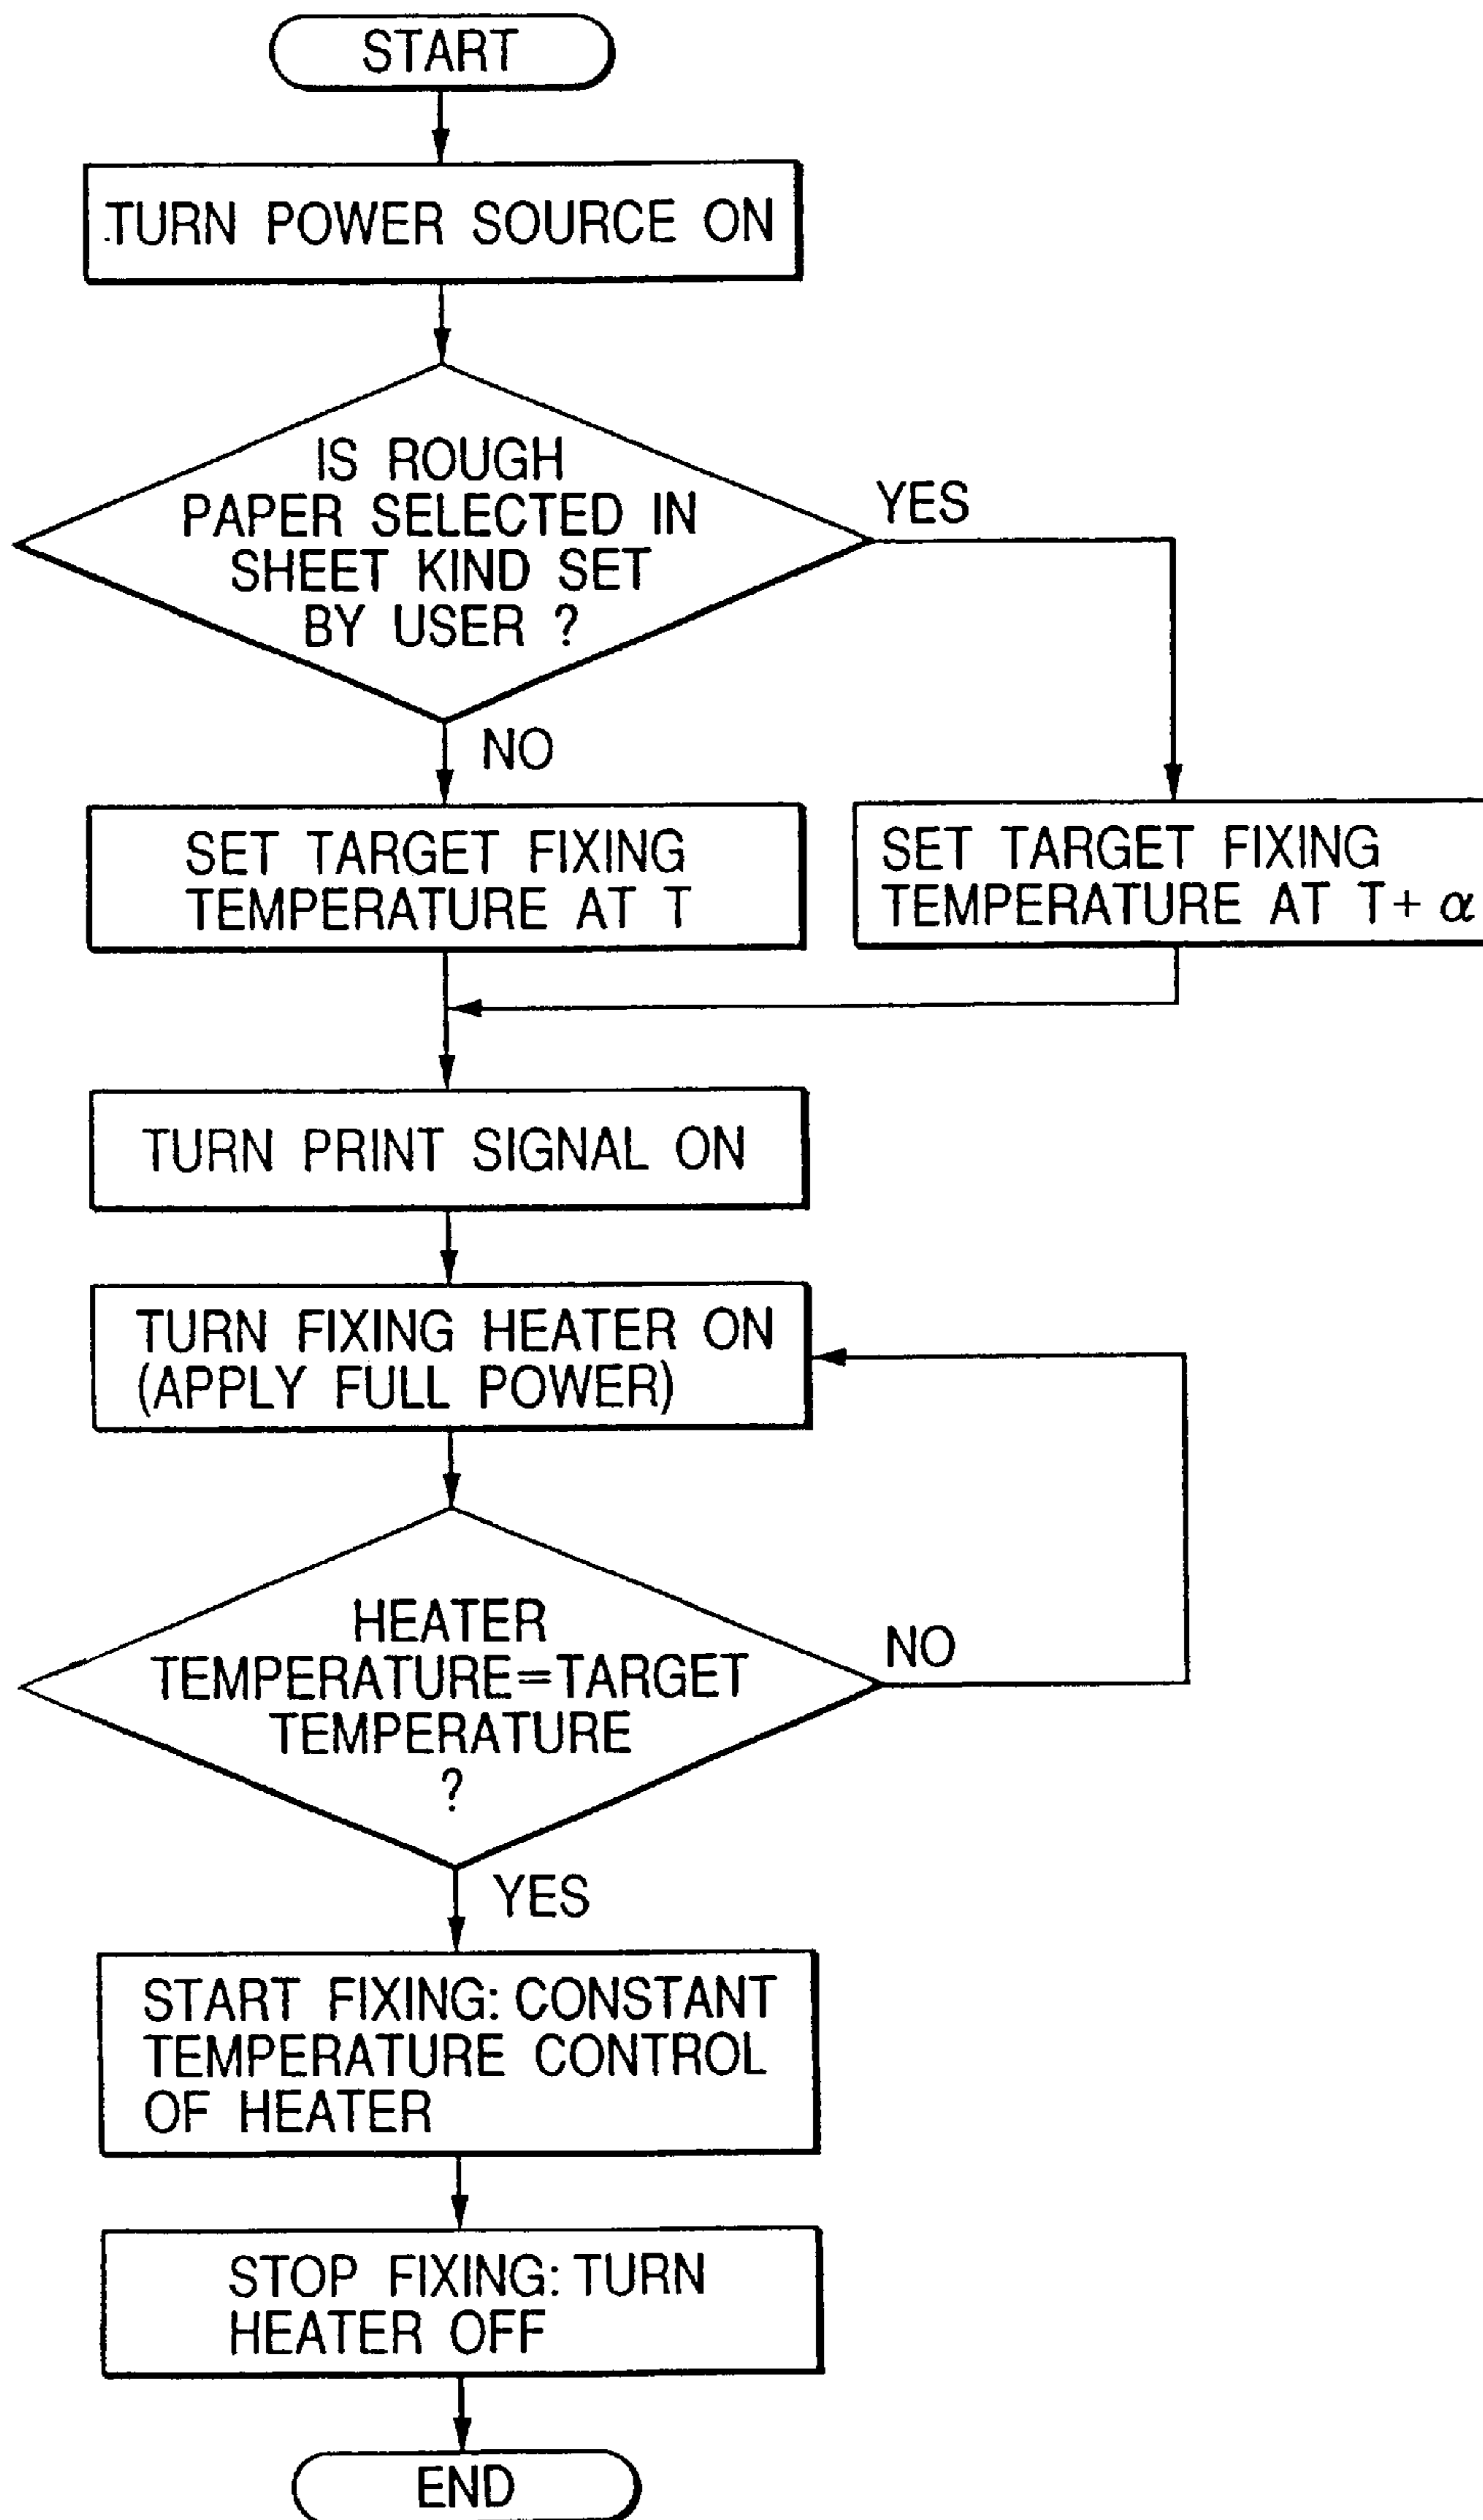 START
TURN POWER SOURCE ON
IS ROUGH
PAPER SELECTED IN
SHEET KIND SET
BY USER ?
YES
NO
SET TARGET FIXING
TEMPERATURE AT T
SET TARGET FIXING
TEMPERATURE AT T+ α
TURN PRINT SIGNAL ON
TURN FIXING HEATER ON
(APPLY FULL POWER)
HEATER
TEMPERATURE=TARGET
TEMPERATURE
?
NO
YES
START FIXING: CONSTANT
TEMPERATURE CONTROL
OF HEATER
STOP FIXING: TURN
HEATER OFF
END